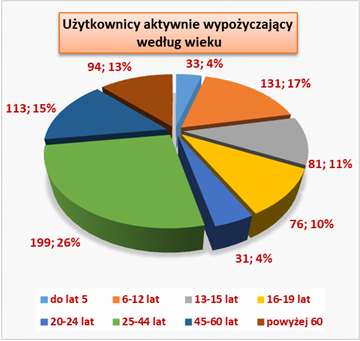 Użytkownicy aktywnie wypożyczający
według wieku
94; 13%
33; 4%
131; 17%
113; 15%
81; 11%
76; 10%
199; 26%
31; 4%
do lat 5
6-12 lat
13-15 lat
16-19 lat
20-24 lat
25-44 lat
45-60 lat
powyżej 60